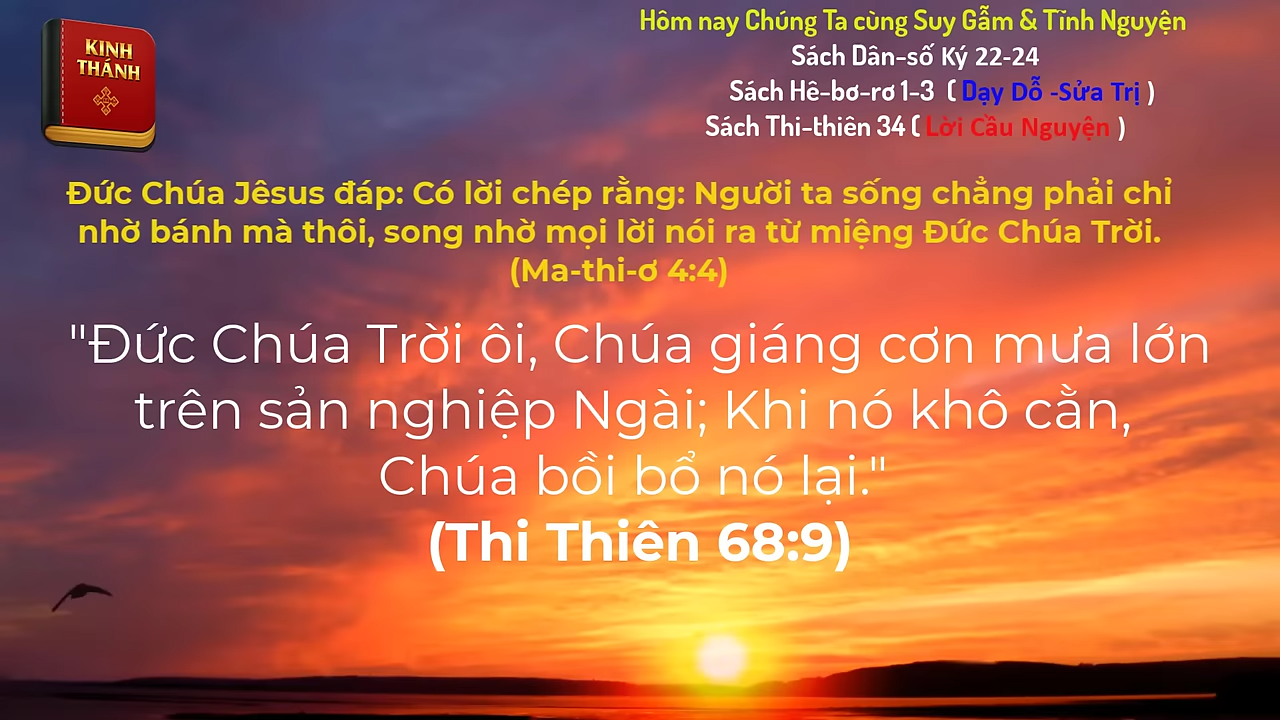 KINH
THÁNH
Hôm nay Chúng Ta cùng Suy Gẫm & Tĩnh Nguyện
Sách Dân-số Ký 22-24
Sách Hê-bơ-rơ 1-3 ( Dạy Dỗ -Sửa Trị )
Sách Thi-thiên 34 ( Lời Cầu Nguyện )
Đức Chúa Jêsus đáp: Có lời chép rằng: Người ta sống chẳng phải chỉ
nhờ bánh mà thôi, song nhờ mọi lời nói ra từ miệng Đức Chúa Trời.
(Ma-thi-ơ 4:4)
"Đức Chúa Trời ôi, Chúa giáng cơn mưa lớn
trên sản nghiệp Ngài; Khi nó khô cằn,
Chúa bồi bổ nó lại."
(Thi Thiên 68:9)